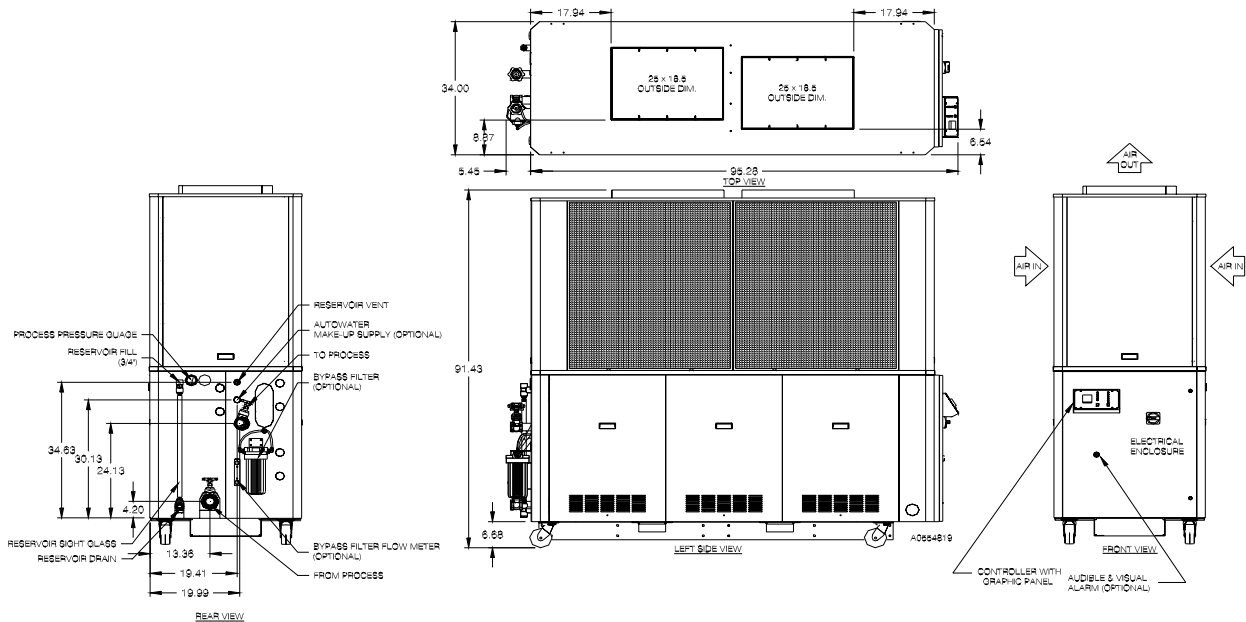 17.94
17.94
25 x 18.5
OUTSIDE DIM.
25 x 18.5
OUTSIDE DIM.
34.00
8.87
6.54
5.45
95.28
TOP VIEW
AIR
OUT
RESERVOIR VENT
AUTOWATER
MAKE-UP SUPPLY (OPTIONAL)
PROCESS PRESSURE GUAGE
RESERVOIR FILL
(3/4")
TO PROCESS
BYPASS FILTER
(OPTIONAL)
91.43
AIR IN
AIR IN
34.63
30.13
24.13
4.20
ELECTRICAL
ENCLOSURE
RESERVOIR SIGHT GLASS
RESERVOIR DRAIN
13.36
BYPASS FILTER FLOW METER
(OPTIONAL)
FROM PROCESS
6.68
LEFT SIDE VIEW
A0554819
FRONT VIEW
19.41
19.99
CONTROLLER WITH
GRAPHIC PANEL
AUDIBLE & VISUAL
ALARM (OPTIONAL)
REAR VIEW